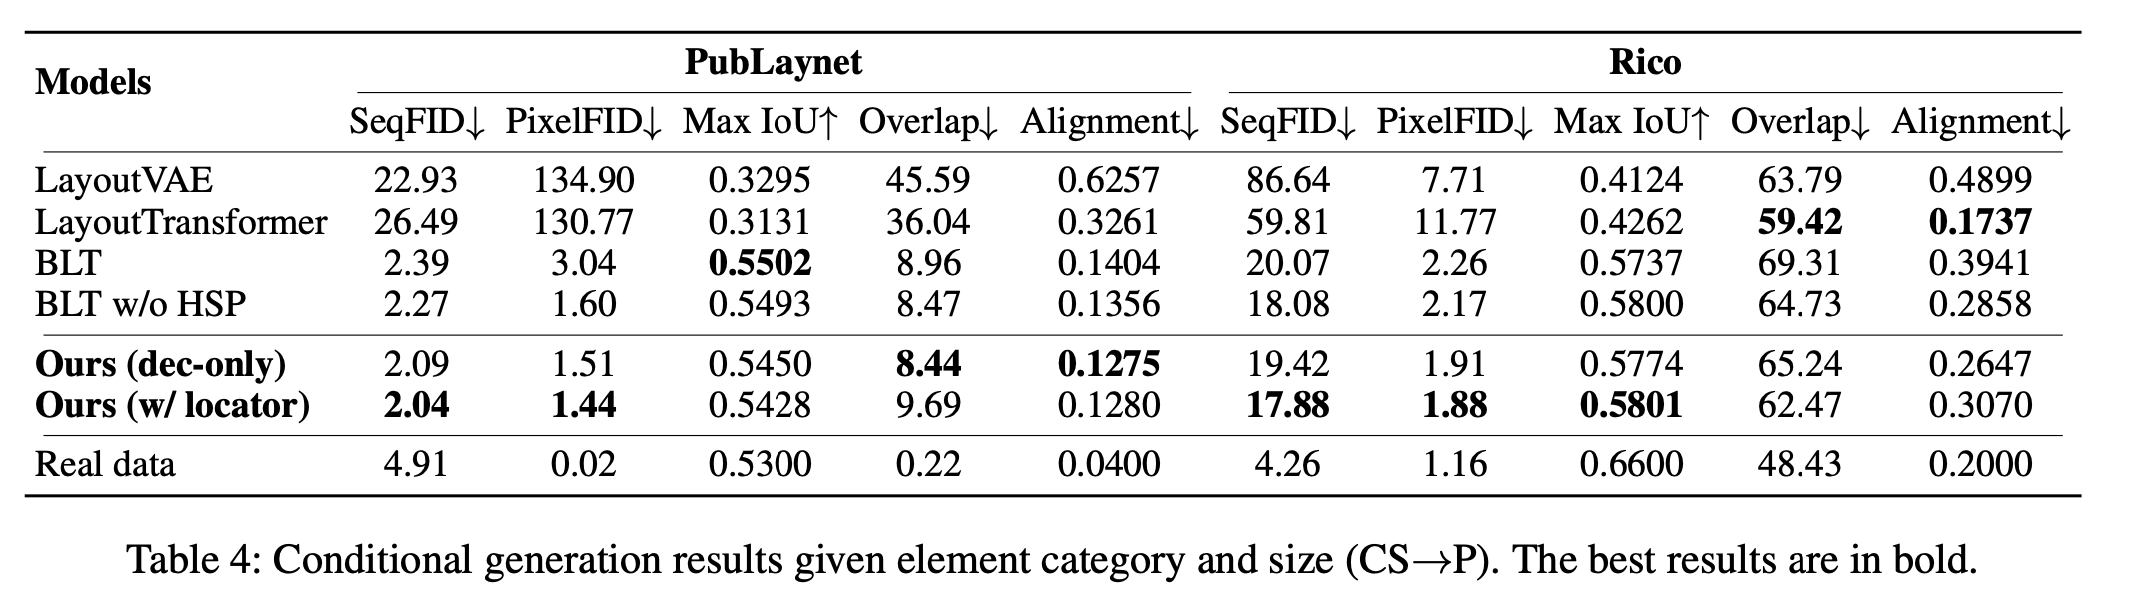 Models PubLaynet Rico
SeqFID↓ PixelFID↓ Max IoU↑ Overlap↓ Alignment↓ SeqFID↓ PixelFID↓ Max IoU↑ Overlap↓ Alignment↓
LayoutVAE 22.93 134.90 0.3295 45.59 0.6257 86.64 7.71 0.4124 63.79 0.4899
LayoutTransformer 26.49 130.77 0.3131 36.04 0.3261 59.81 11.77 0.4262 59.42 0.1737
BLT 2.39 3.04 0.5502 8.96 0.1404 20.07 2.26 0.5737 69.31 0.3941
BLT w/o HSP 2.27 1.60 0.5493 8.47 0.1356 18.08 2.17 0.5800 64.73 0.2858
Ours (dec-only) 2.09 1.51 0.5450 8.44 0.1275 19.42 1.91 0.5774 65.24 0.2647
Ours (w/ locator) 2.04 1.44 0.5428 9.69 0.1280 17.88 1.88 0.5801 62.47 0.3070
Real data 4.91 0.02 0.5300 0.22 0.0400 4.26 1.16 0.6600 48.43 0.2000
Table 4: Conditional generation results given element category and size (CS→P). The best results are in bold.